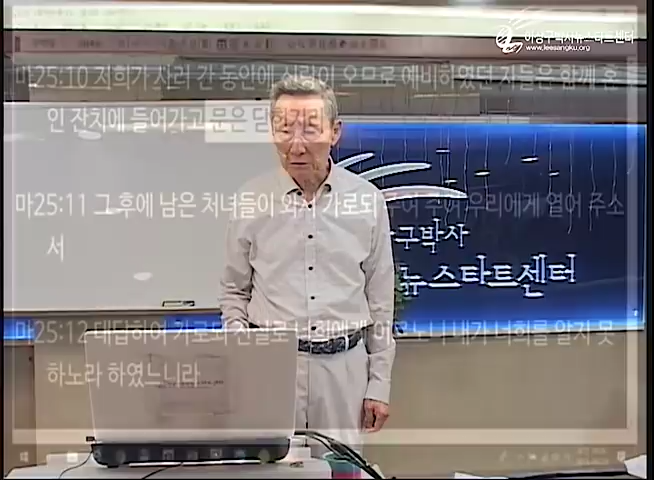 이상구박사뉴스타트센터
www.leesangku.org
마25:10 저희가 사러 간 동안에 신랑이 오므로 예비하였던 자들은 함께 혼
인 잔치에 들어가고 문은 닫힌지라
마25:11 그 후에 남은 처녀들이 와서 가로되 주여 주여 우리에게 열어 주소
서
구박사
뉴스타트센터
마25:12 대답하여 가로되 진실로 너희에게 이르노니 내가 너희를 알지 못
하노라 하였느니라